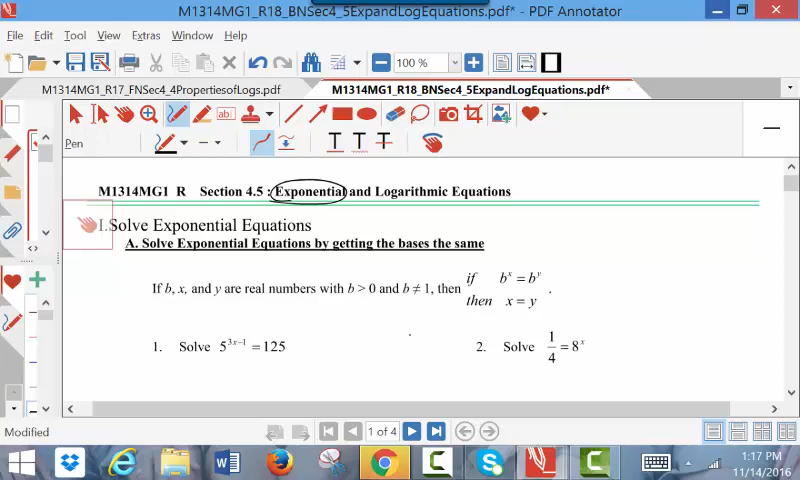 M1314MG1_R18_BNSec4_5ExpandLogEquations.pdf* - PDF Annotator
File Edit Tool View Extras Window Help
100 %
M1314MG1_R17_FNSec4_4PropertiesofLogs.pdf M1314MG1_R18_BNSec4_5ExpandLogEquations.pdf*
ab
Pen T T T
M1314MG1 R Section 4.5 : Exponential and Logarithmic Equations
I.Solve Exponential Equations
A. Solve Exponential Equations by getting the bases the same
If b, x, and y are real numbers with b > 0 and b ≠ 1, then if b^x = b^y then x = y .
1. Solve 5^{3x−1} = 125 2. Solve 1/4 = 8^x
1 of 4
Modified
1:17 PM
11/14/2016